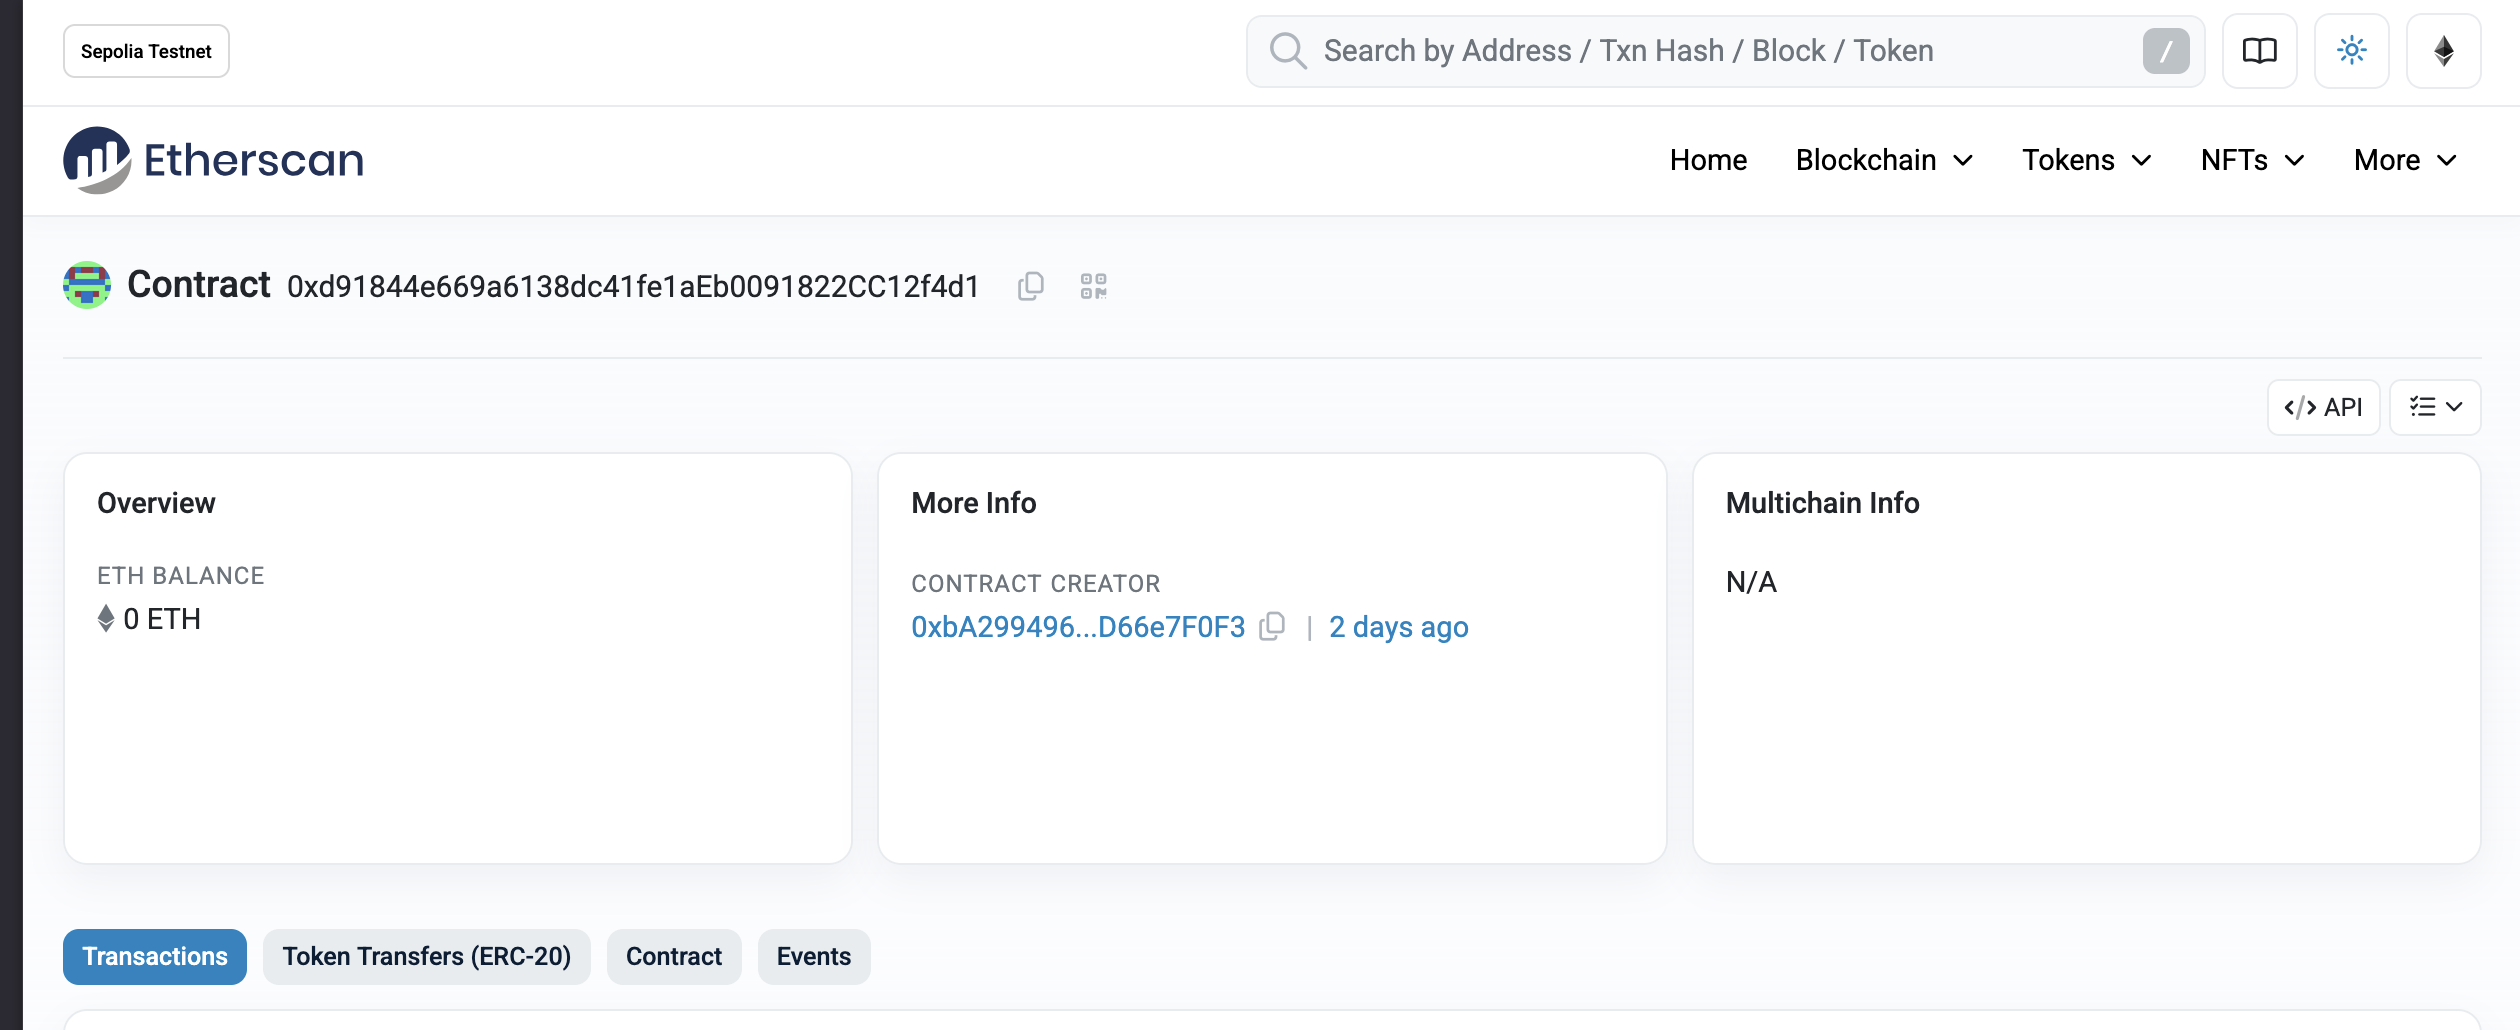 Sepolia Testnet
Search by Address / Txn Hash / Block / Token
/
Etherscan
Home
Blockchain
Tokens
NFTs
More
Contract 0xd91844e669a6138dc41fe1aEb0091822CC12f4d1
</> API
Overview
ETH BALANCE
0 ETH
More Info
CONTRACT CREATOR
0xbA299496...D66e7F0F3 | 2 days ago
Multichain Info
N/A
Transactions
Token Transfers (ERC-20)
Contract
Events